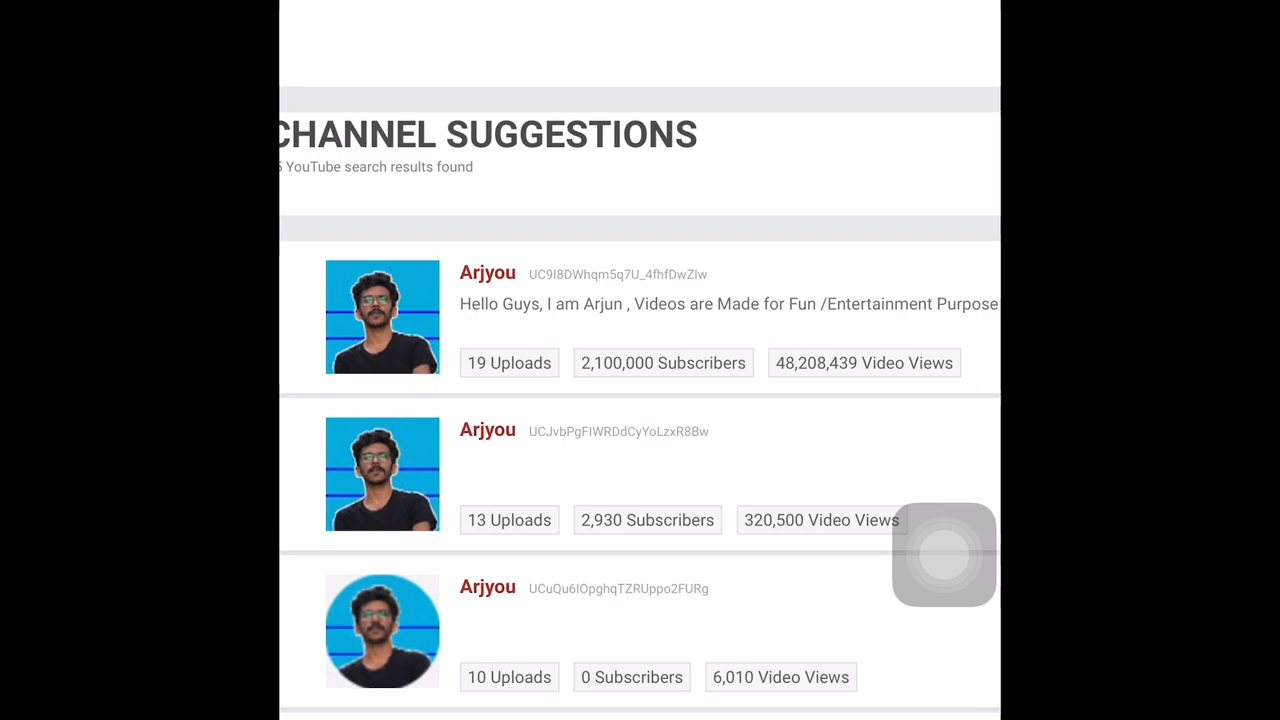 CHANNEL SUGGESTIONS
5 YouTube search results found
Arjyou UC9I8DWhqm5q7U_4fhfDwZIw
Hello Guys, I am Arjun , Videos are Made for Fun /Entertainment Purpose
19 Uploads 2,100,000 Subscribers 48,208,439 Video Views
Arjyou UCJvbPgFIWRDdCyYoLzxR8Bw
13 Uploads 2,930 Subscribers 320,500 Video Views
Arjyou UCuQu6IOpghqTZRUppo2FURg
10 Uploads 0 Subscribers 6,010 Video Views